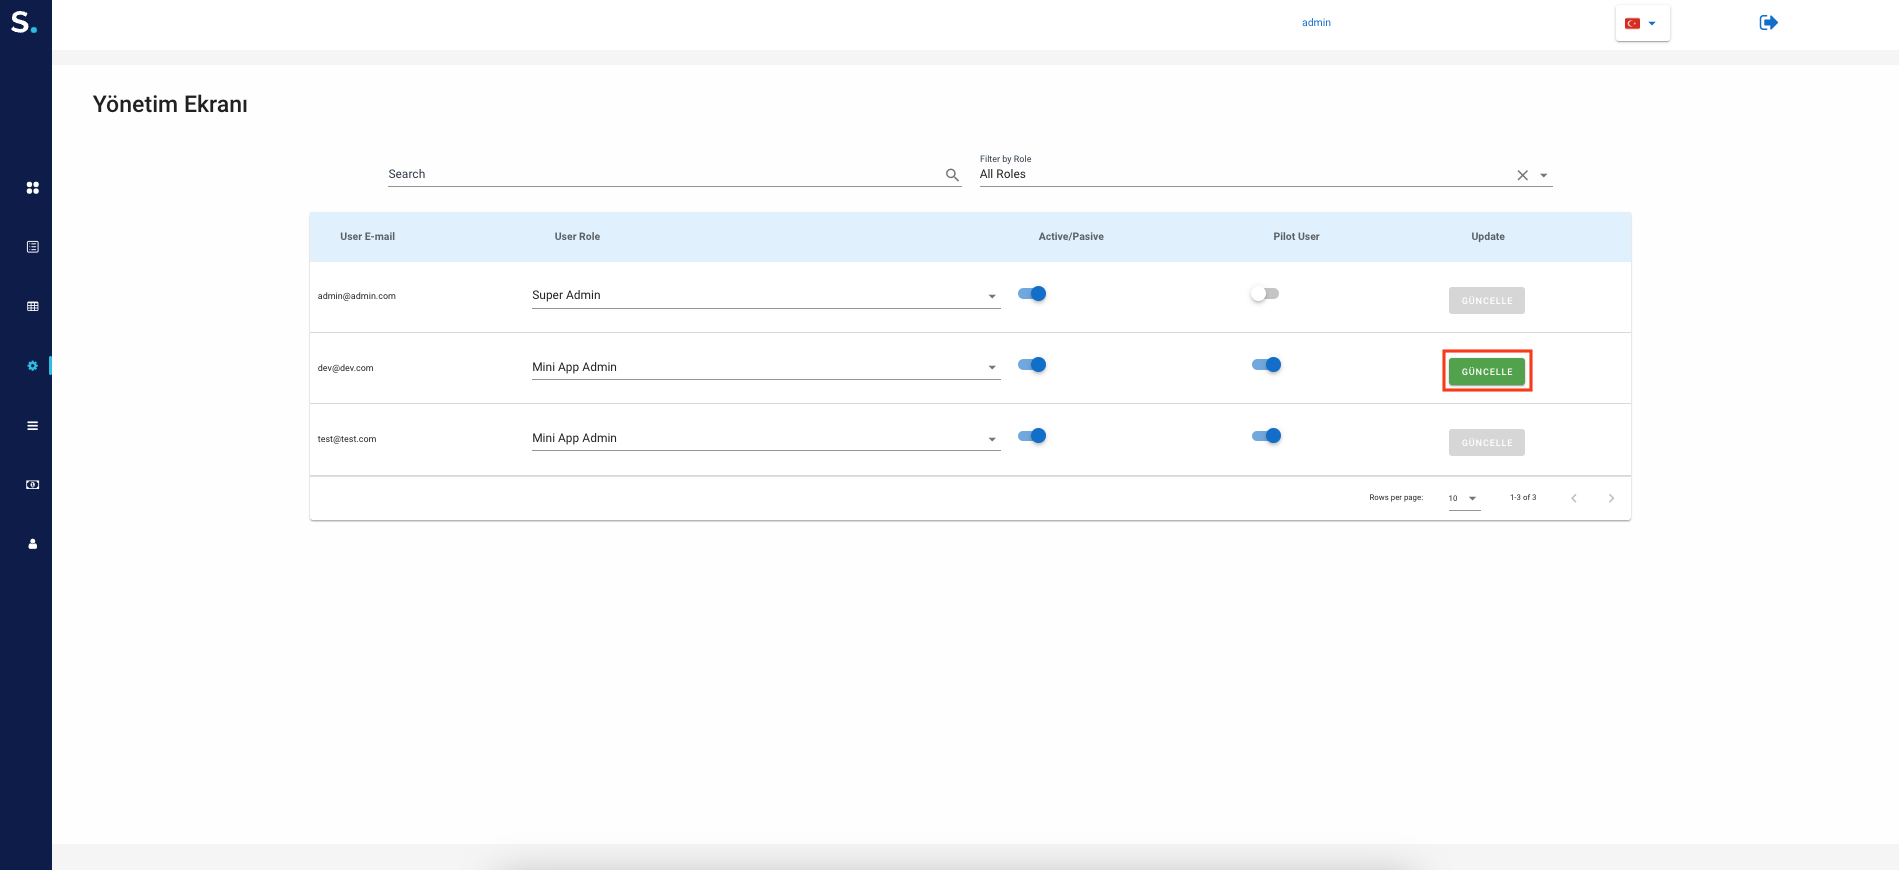 S.
admin
Yönetim Ekranı
Search
Filter by Role
All Roles
User E-mail User Role Active/Pasive Pilot User Update
admin@admin.com Super Admin GÜNCELLE
dev@dev.com Mini App Admin GÜNCELLE
test@test.com Mini App Admin GÜNCELLE
Rows per page: 10 1-3 of 3